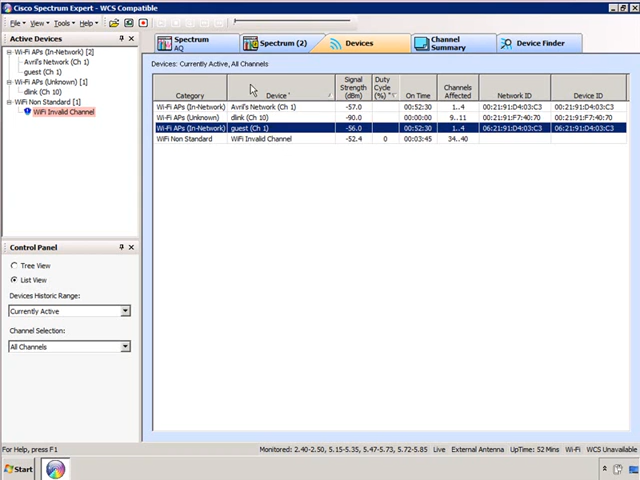 Cisco Spectrum Expert - WCS Compatible
File View Tools Help
Active Devices
Wi-Fi APs (In-Network) [2]
Avril's Network (Ch 1)
guest (Ch 1)
Wi-Fi APs (Unknown) [1]
dlink (Ch 10)
WiFi Non Standard [1]
WiFi Invalid Channel
Control Panel
Tree View
List View
Devices Historic Range:
Currently Active
Channel Selection:
All Channels
Spectrum AQ
Spectrum (2)
Devices
Channel Summary
Device Finder
Devices: Currently Active, All Channels
Category Device Signal Strength (dBm) Duty Cycle (%) On Time Channels Affected Network ID Device ID
Wi-Fi APs (In-Network) Avril's Network (Ch 1) -57.0 00:52:30 1..4 00:21:91:D4:03:C3 00:21:91:D4:03:C3
Wi-Fi APs (Unknown) dlink (Ch 10) -90.0 00:00:00 9..11 00:21:91:F7:40:70 00:21:91:F7:40:70
Wi-Fi APs (In-Network) guest (Ch 1) -56.0 00:52:30 1..4 06:21:91:D4:03:C3 06:21:91:D4:03:C3
WiFi Non Standard WiFi Invalid Channel -52.4 0 00:03:45 34..40
For Help, press F1
Monitored: 2.40-2.50, 5.15-5.35, 5.47-5.73, 5.72-5.85 Live External Antenna UpTime: 52 Mins Wi-Fi WCS Unavailable
Start